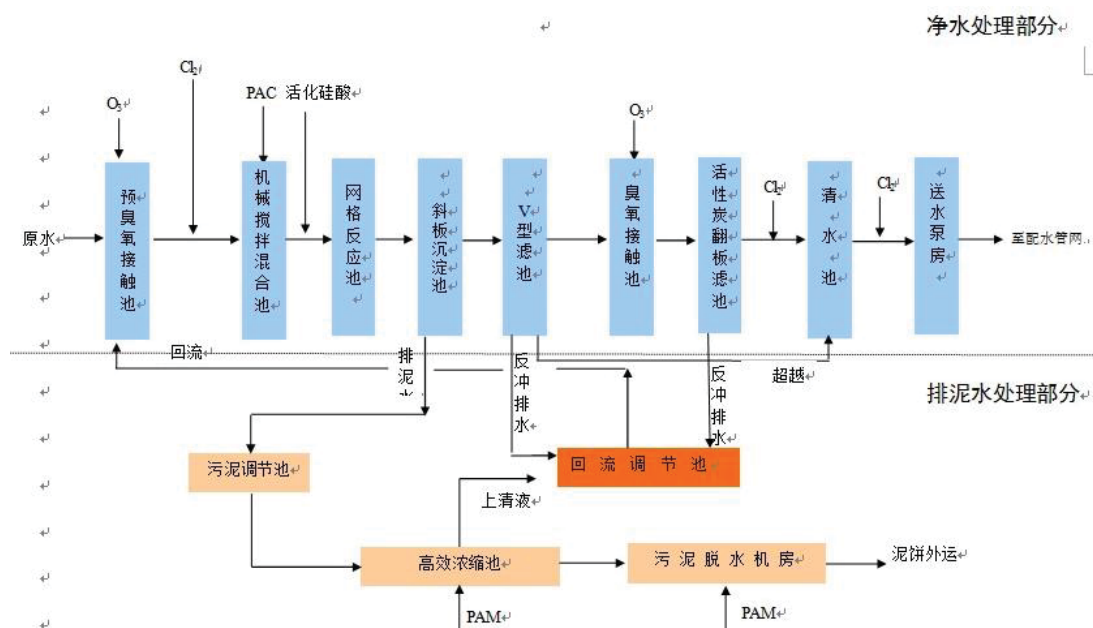 净水处理部分
Cl₂
PAC 活化硅酸
O₃
O₃
预臭氧接触池
机械搅拌混合池
网格反应池
斜板沉淀池
V型滤池
臭氧接触池
活性炭翻板滤池
Cl₂
清水池
Cl₂
送水泵房
原水
至配水管网
回流
排泥水
反冲排水
超越
反冲排水
排泥水处理部分
污泥调节池
回流调节池
上清液
高效浓缩池
污泥脱水机房
泥饼外运
PAM
PAM